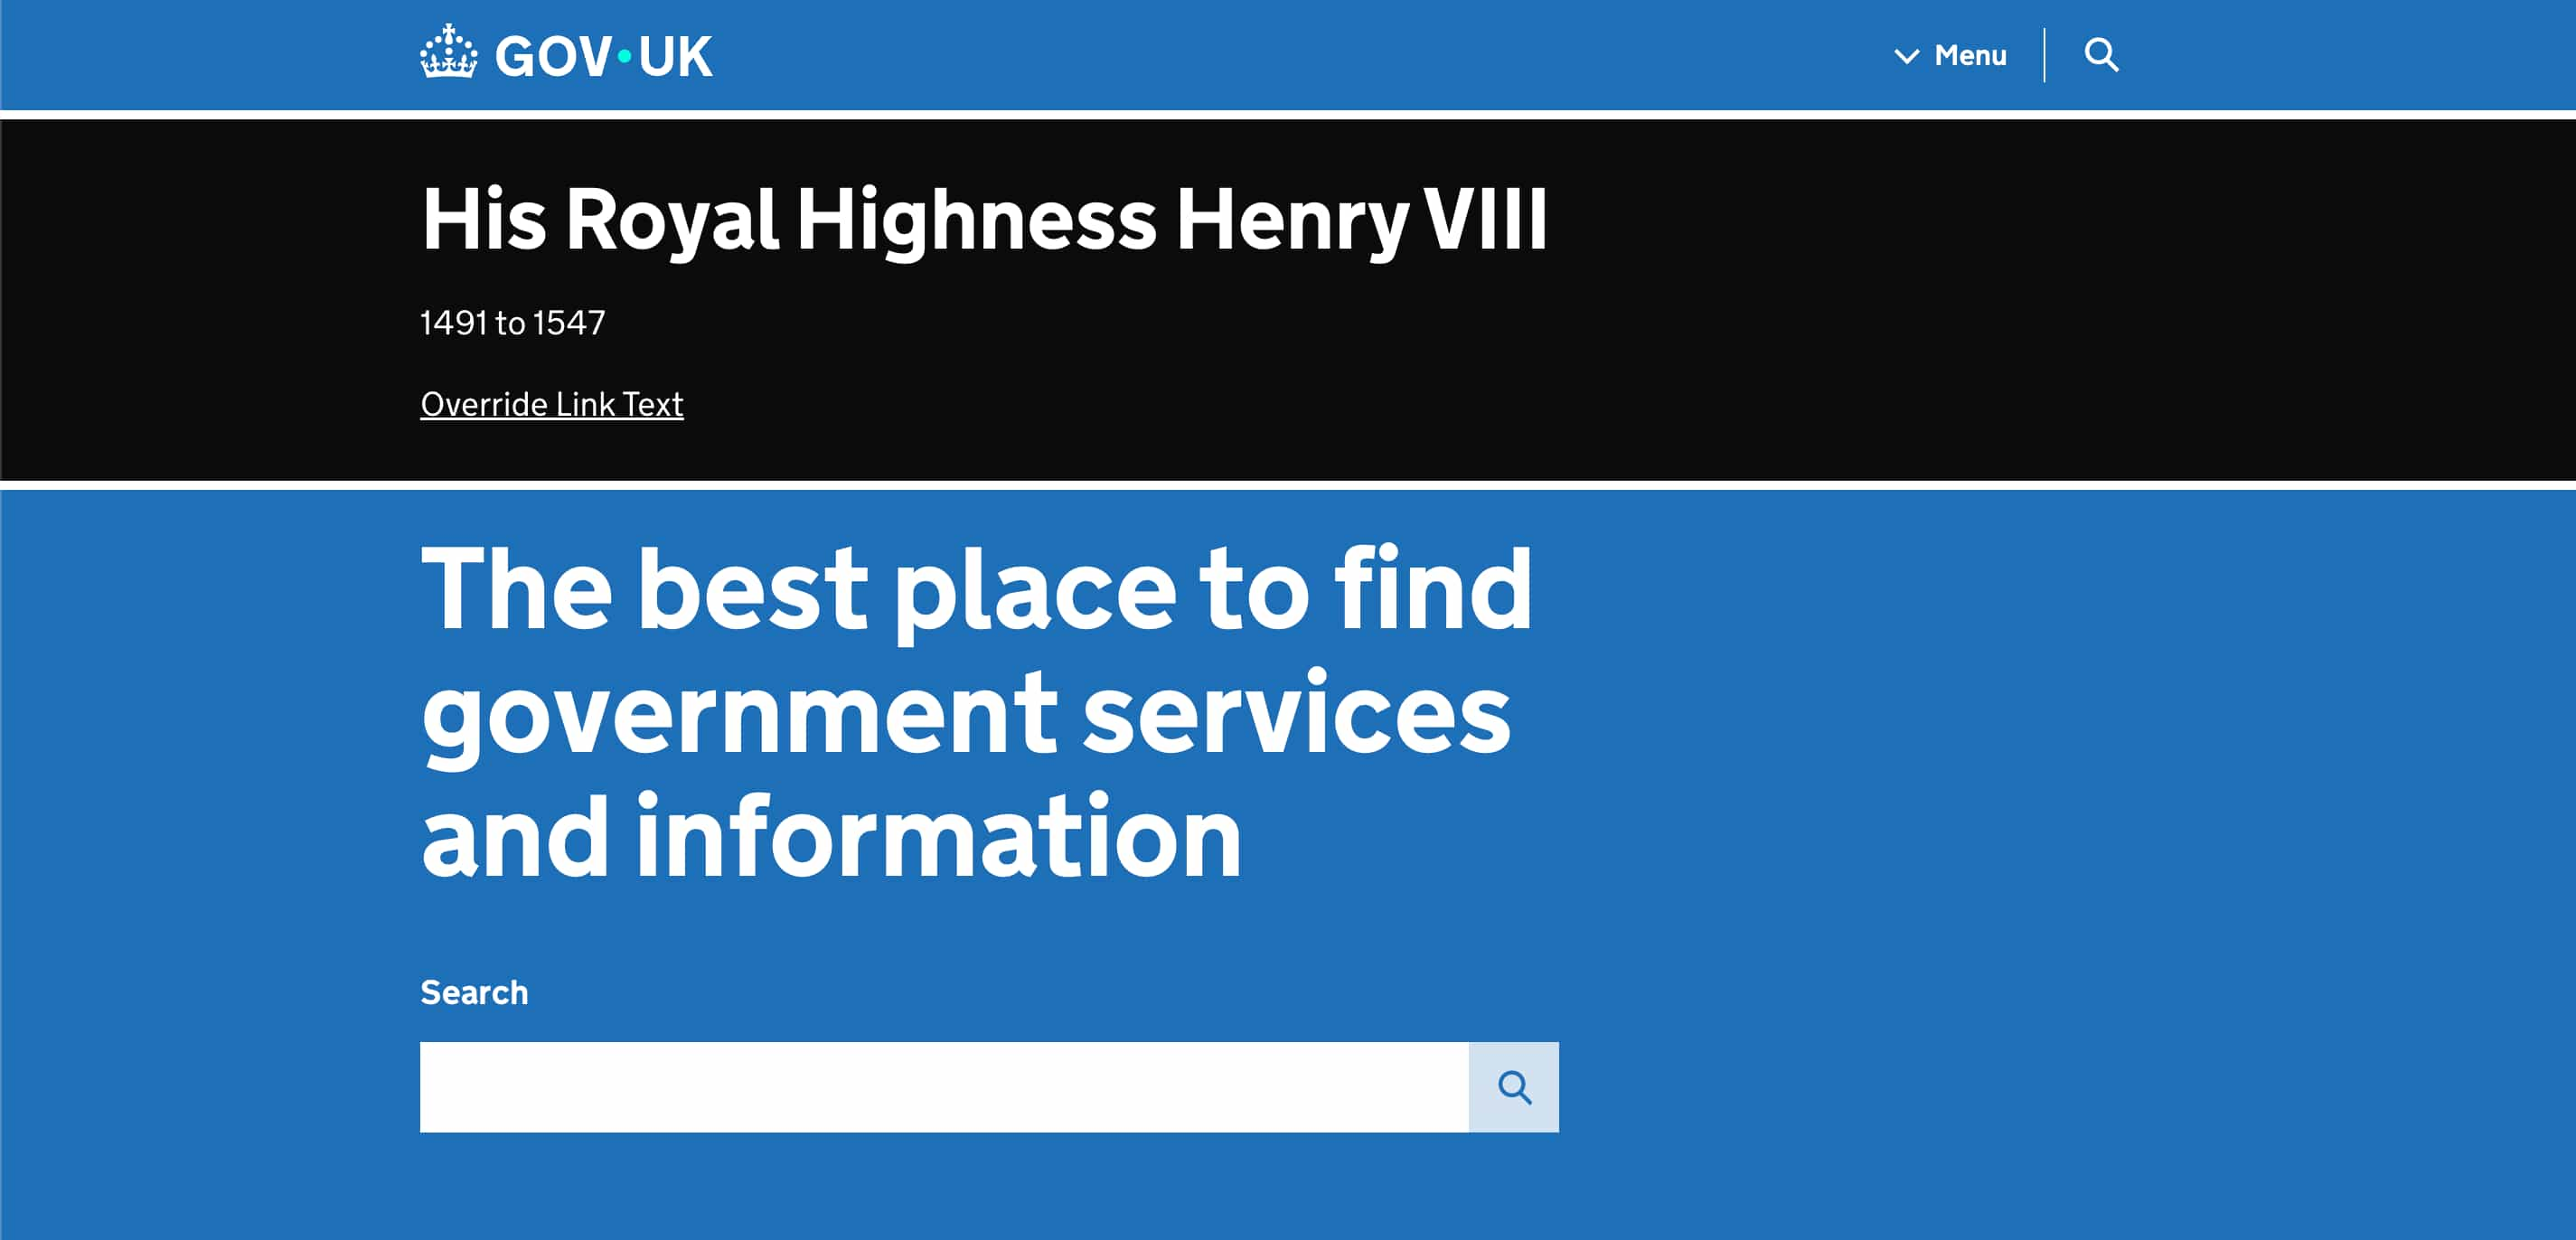 GOV•UK
Menu
His Royal Highness Henry VIII
1491 to 1547
Override Link Text
The best place to find
government services
and information
Search